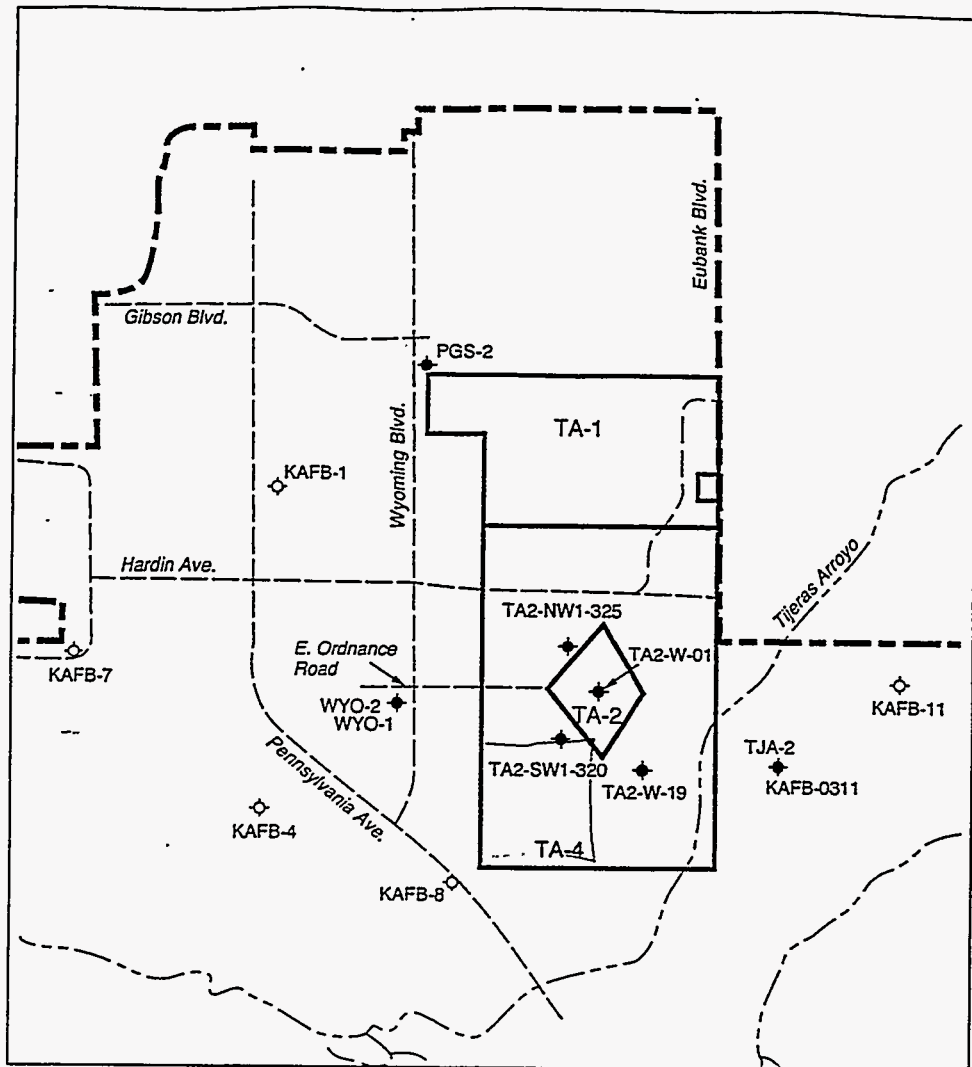 Eubank Blvd.
Gibson Blvd.
PGS-2
TA-1
Wyoming Blvd.
KAFB-1
Tijeras Arroyo
Hardin Ave.
TA2-NW1-325
E. Ordnance
Road
TA2-W-01
KAFB-7
WYO-2
WYO-1
TA-2
KAFB-11
TJA-2
TA2-SW1-320
TA2-W-19
KAFB-0311
Pennsylvania Ave.
KAFB-4
TA-4
KAFB-8